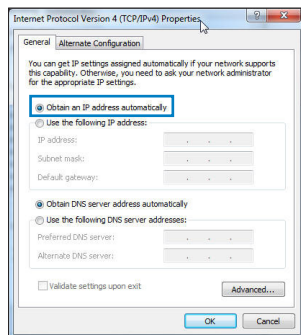 Internet Protocol Version 4 (TCP/IPv4) Properties
General
Alternate Configuration
You can get IP settings assigned automatically if your network supports
this capability. Otherwise, you need to ask your network administrator
for the appropriate IP settings.
Obtain an IP address automatically
Use the following IP address:
IP address:
Subnet mask:
Default gateway:
Obtain DNS server address automatically
Use the following DNS server addresses:
Preferred DNS server:
Alternate DNS server:
Validate settings upon exit
Advanced...
OK
Cancel